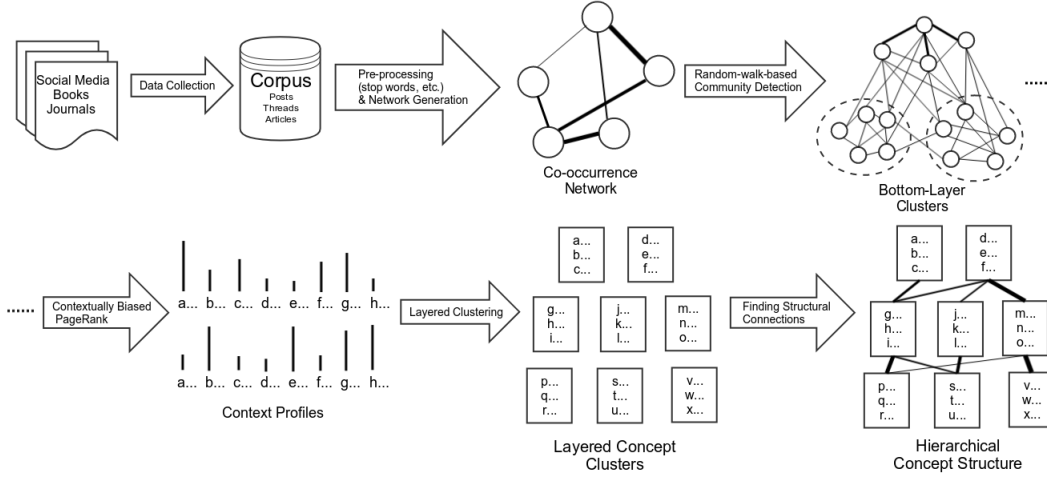 Social Media
Books
Journals
Data Collection
Corpus
Posts
Threads
Articles
Pre-processing
(stop words, etc.)
& Network Generation
Co-occurrence
Network
Random-walk-based
Community Detection
Bottom-Layer
Clusters
......
......
Contextually Biased
PageRank
a... b... c... d... e... f... g... h...
a... b... c... d... e... f... g... h...
Context Profiles
Layered Clustering
a... d...
b... e...
c... f...
g... j... m...
h... k... n...
i... l... o...
p... s... v...
q... t... w...
r... u... x...
Layered Concept
Clusters
Finding Structural
Connections
a... d...
b... e...
c... f...
g... j... m...
h... k... n...
i... l... o...
p... s... v...
q... t... w...
r... u... x...
Hierarchical
Concept Structure